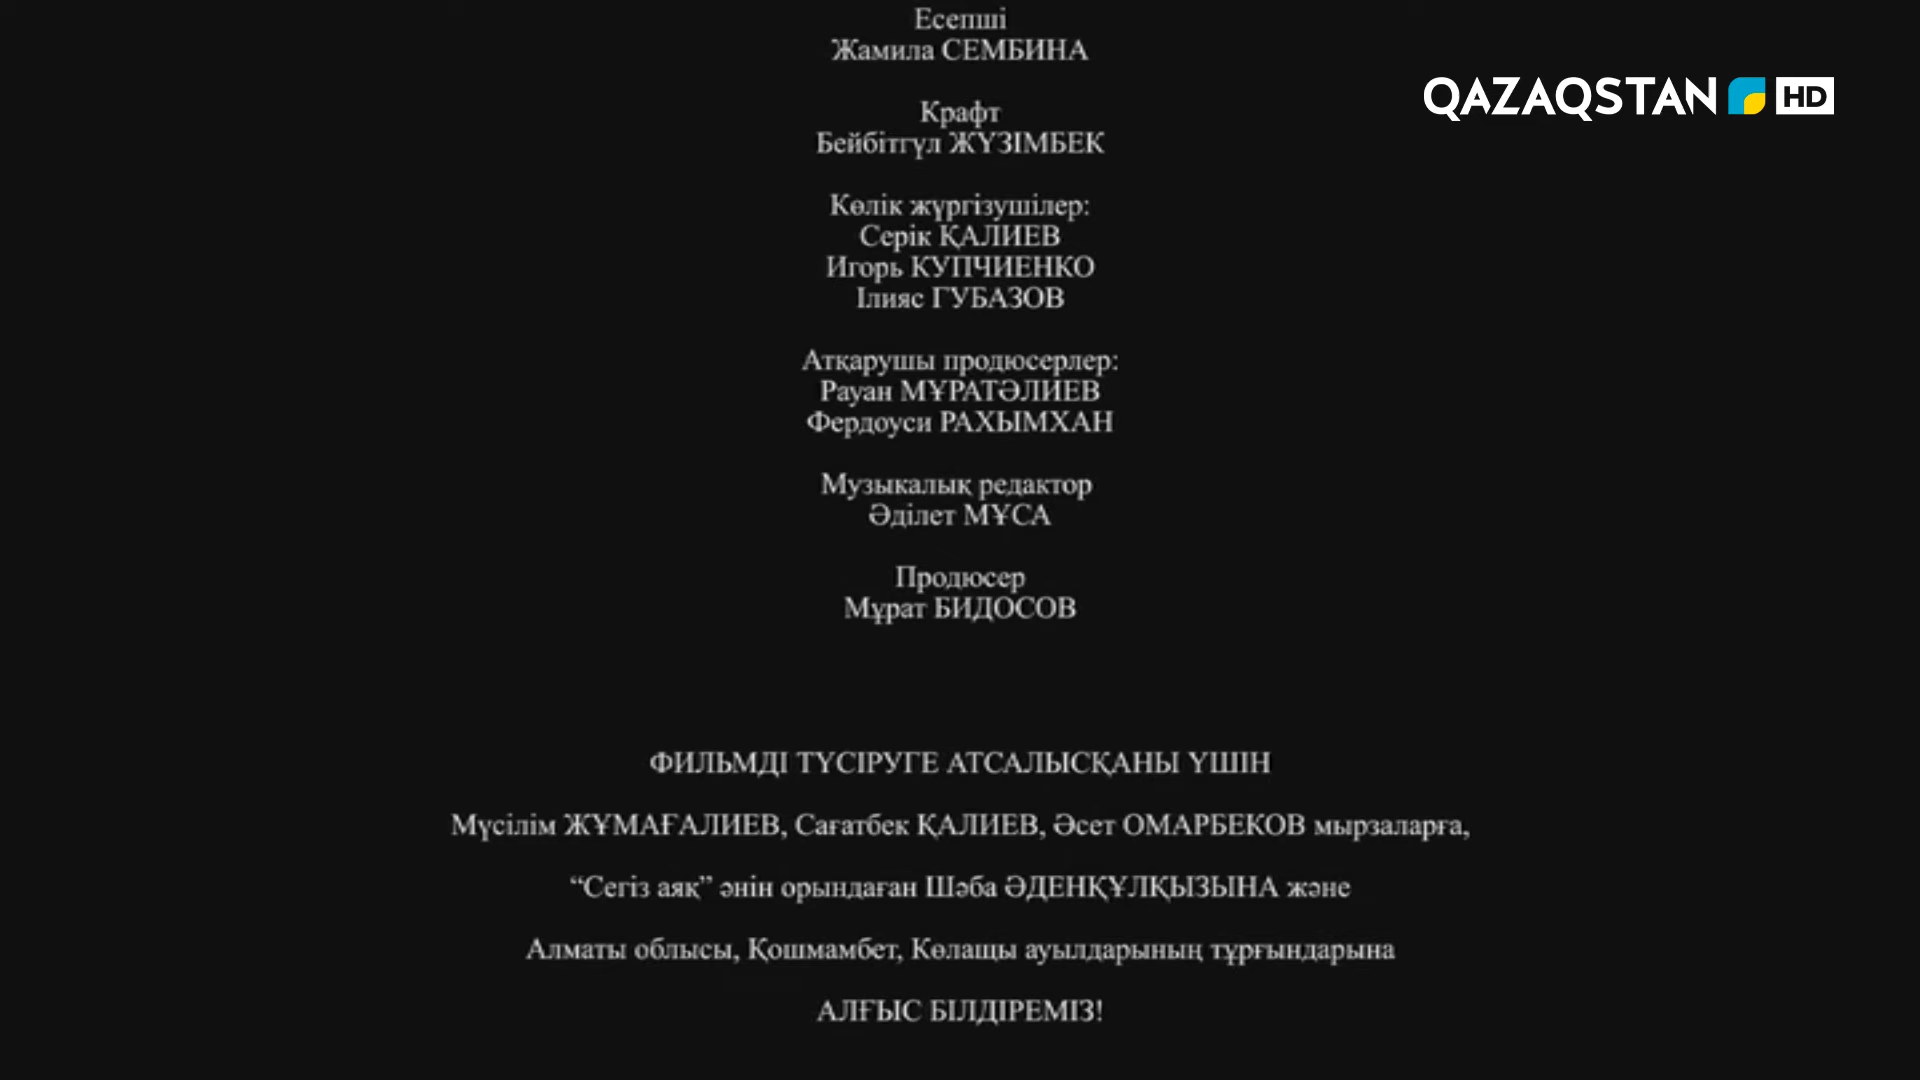 Есепші
Жамила СЕМБИНА
QAZAQSTAN HD
Крафт
Бейбітгүл ЖҮЗІМБЕК
Көлік жүргізушілер:
Серік ҚАЛИЕВ
Игорь КУПЧИЕНКО
Ілияс ГУБАЗОВ
Атқарушы продюсерлер:
Рауан МҰРАТӘЛИЕВ
Фердоуси РАХЫМХАН
Музыкалық редактор
Әділет МҰСА
Продюсер
Мұрат БИДОСОВ
ФИЛЬМДІ ТҮСІРУГЕ АТСАЛЫСҚАНЫ ҮШІН
Мүсілім ЖҰМАҒАЛИЕВ, Сағатбек ҚАЛИЕВ, Әсет ОМАРБЕКОВ мырзаларға,
“Сегіз аяқ” әнін орындаған Шәба ӘДЕНҚҰЛҚЫЗЫНА және
Алматы облысы, Қошмамбет, Көлащы ауылдарының тұрғындарына
АЛҒЫС БІЛДІРЕМІЗ!